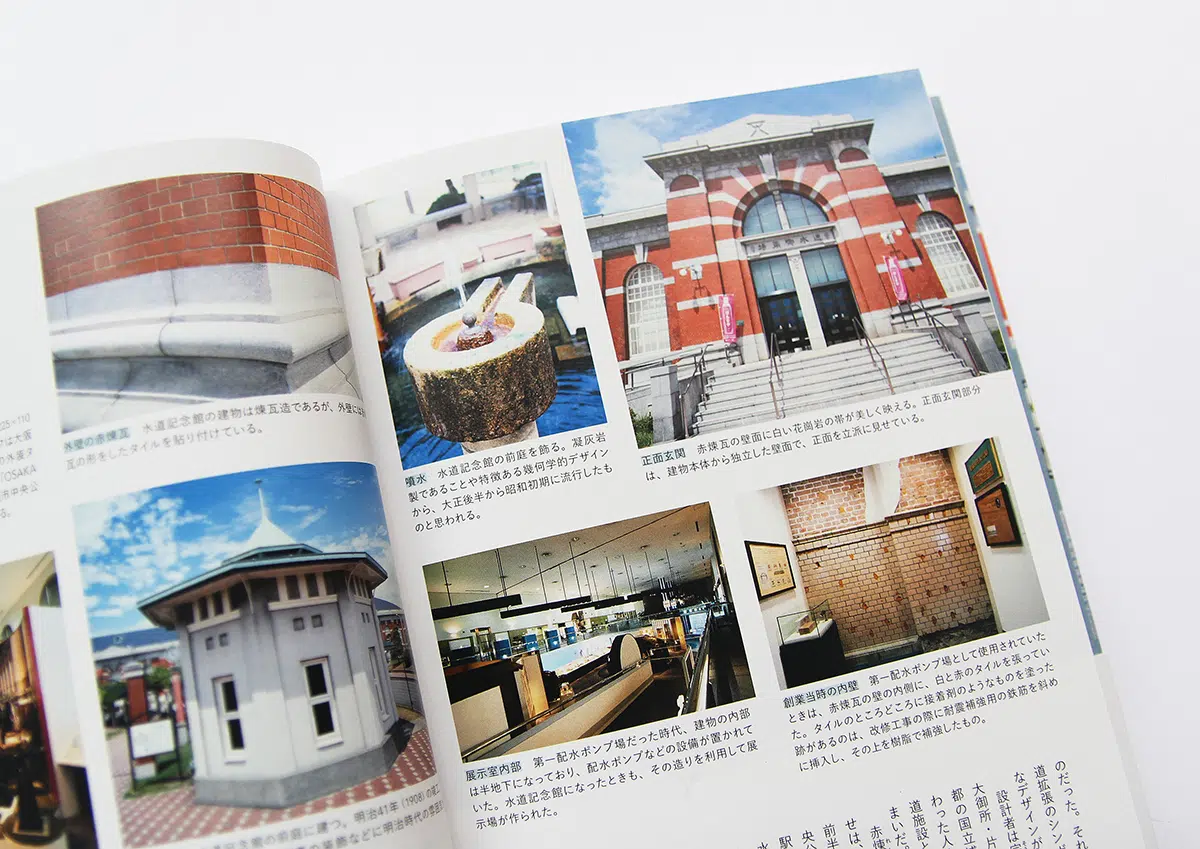 25×110
は大阪
の外液タ
「OSAKA
市中央公
る。
外壁の赤煉瓦　水道記念館の建物は煉瓦造であるが、外壁には
瓦の形をしたタイルを貼り付けている。
の前庭に建つ。明治41年（1908）の
の装飾などに明治時代の
噴水　水道記念館の前庭を飾る。凝灰岩
製であることや特徴ある幾何学的デザイン
から、大正後半から昭和初期に流行したも
のと思われる。
正面玄関　赤煉瓦の壁面に白い花崗岩の帯が美しく映える。正面玄関部分
は、建物本体から独立した壁面で、正面を立派に見せている。
展示室内部　第一配水ポンプ場だった時代、建物の内部
は半地下になっており、配水ポンプなどの設備が置かれて
いた。水道記念館になったときも、その造りを利用して展
示場が作られた。
創業当時の内壁　第一配水ポンプ場として使用されていた
ときは、赤煉瓦の壁の内側に、白と赤のタイルを張ってい
た。タイルのところどころに接着剤のようなものを塗った
跡があるのは、改修工事の際に耐震補強用の鉄筋を斜め
に挿入し、その上を樹脂で補強したもの。
のだった。それ
道拡張のシンド
なデザインが
設計者は
大御所・片
都の国立
わった人
道施設と
まいだ。
赤煉
せは、
前半
央公
駅
水